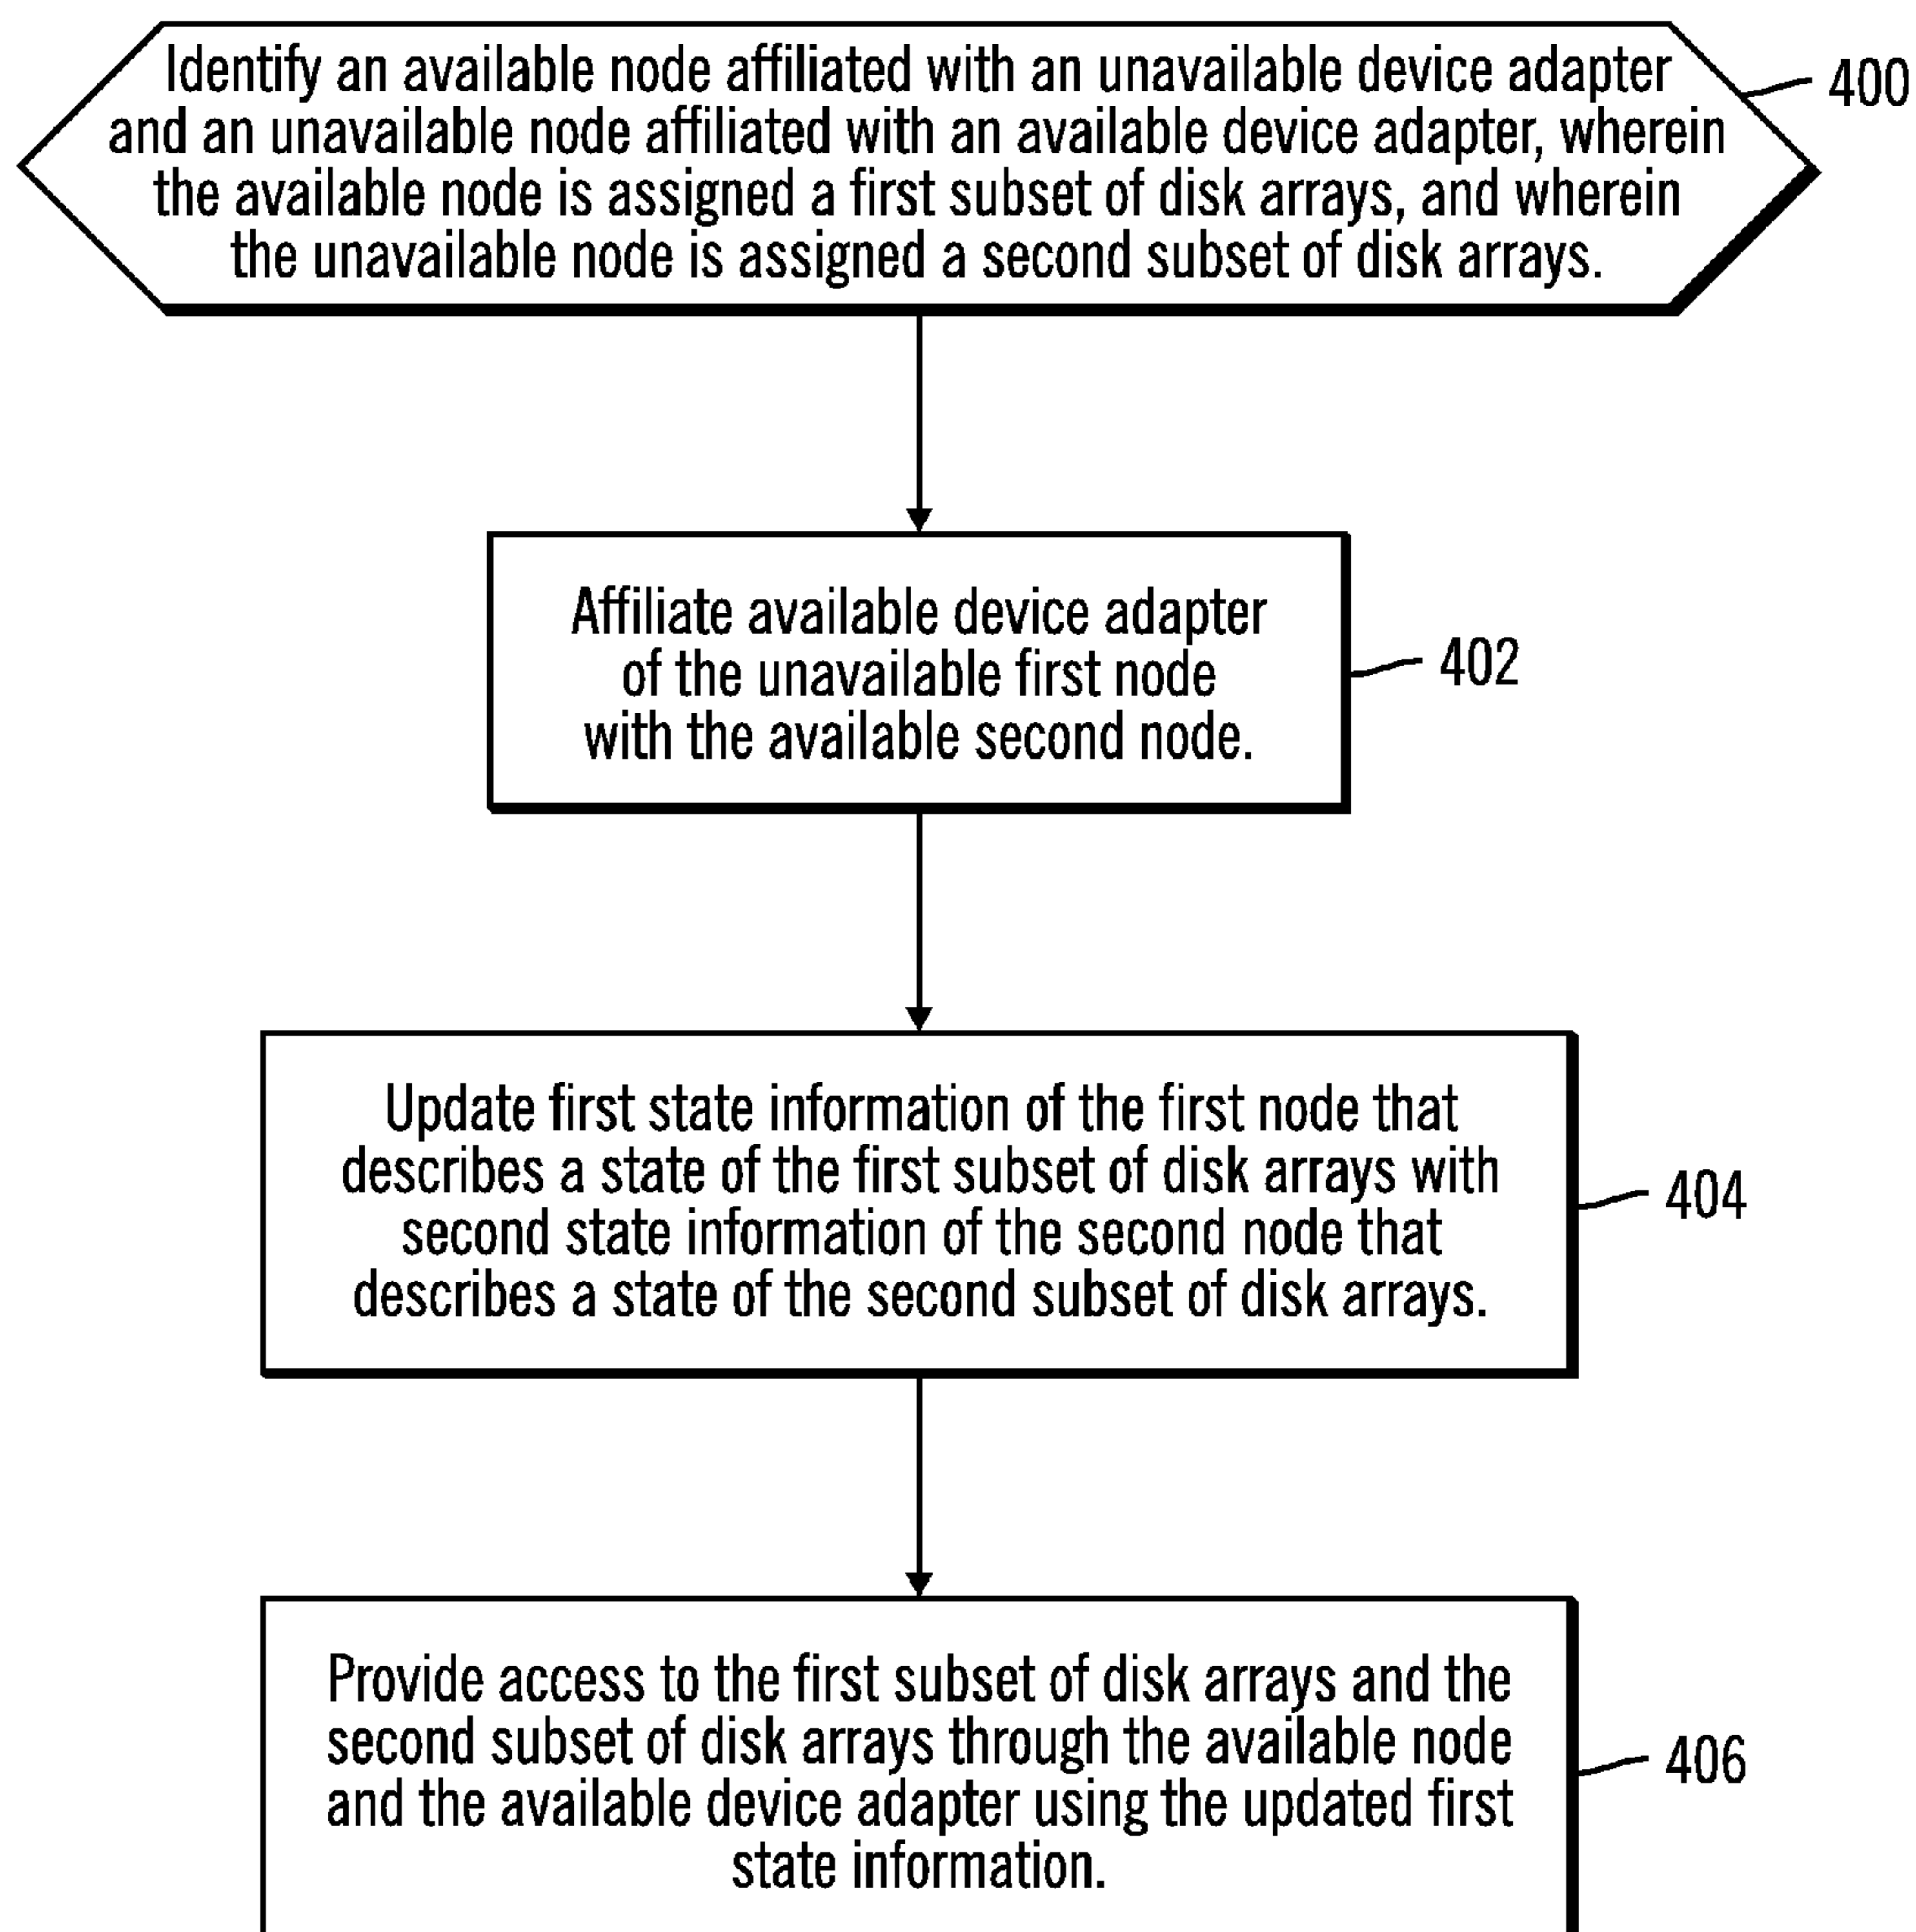 Identify an available node affiliated with an unavailable device adapter
and an unavailable node affiliated with an available device adapter, wherein
the available node is assigned a first subset of disk arrays, and wherein
the unavailable node is assigned a second subset of disk arrays.
400
Affiliate available device adapter
of the unavailable first node
with the available second node.
402
Update first state information of the first node that
describes a state of the first subset of disk arrays with
second state information of the second node that
describes a state of the second subset of disk arrays.
404
Provide access to the first subset of disk arrays and the
second subset of disk arrays through the available node
and the available device adapter using the updated first
state information.
406